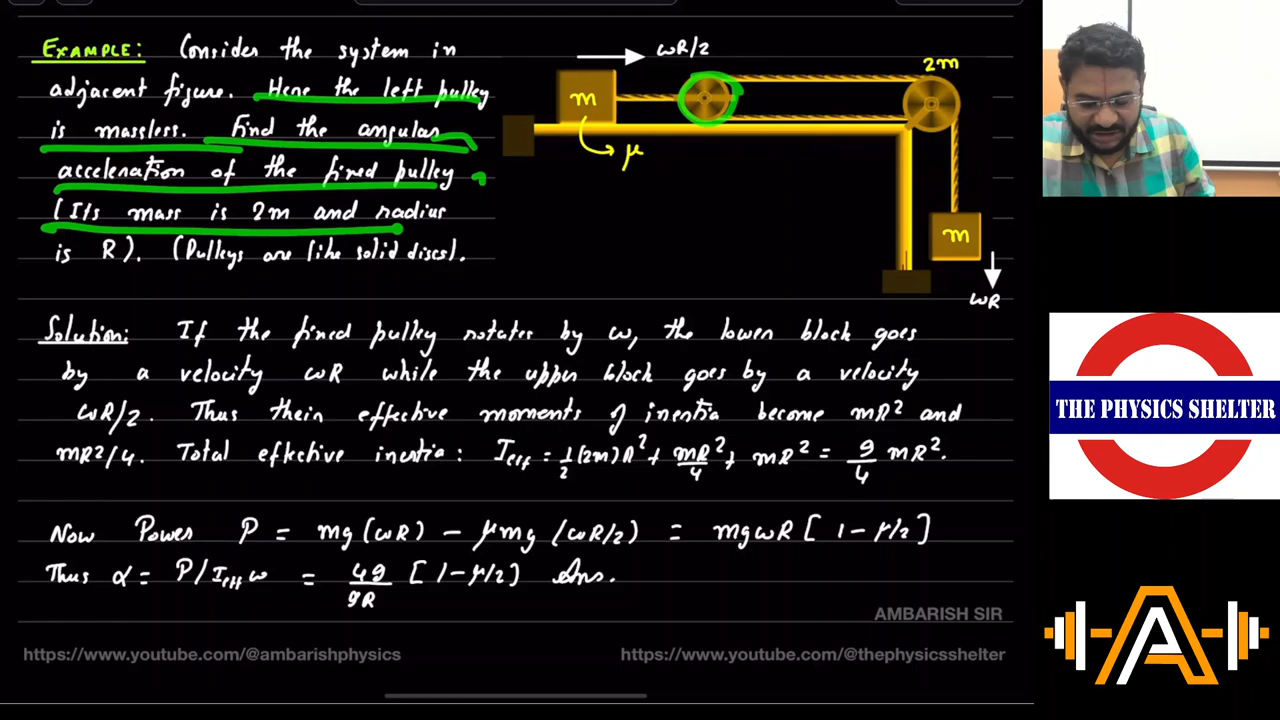 EXAMPLE: Consider the system in
adjacent figure. Here the left pulley
is massless. Find the angular
acceleration of the fixed pulley
(Its mass is 2m and radius
is R). (Pulleys are like solid discs).
ωR/2
2m
m
μ
m
ωR
Solution: If the fixed pulley rotates by ω, the lower block goes
by a velocity ωR while the upper block goes by a velocity
ωR/2. Thus their effective moments of inertia become mR² and
mR²/4. Total effective inertia: Ieff = 1/2 (2m)R² + mR²/4 + mR² = 9/4 mR².
Now Power P = mg(ωR) - μmg (ωR/2) = mgωR [1-μ/2]
Thus α = P/Ieff ω = 4g/9R [1-μ/2] Ans.
AMBARISH SIR
https://www.youtube.com/@ambarishphysics
https://www.youtube.com/@thephysicsshelter
THE PHYSICS SHELTER